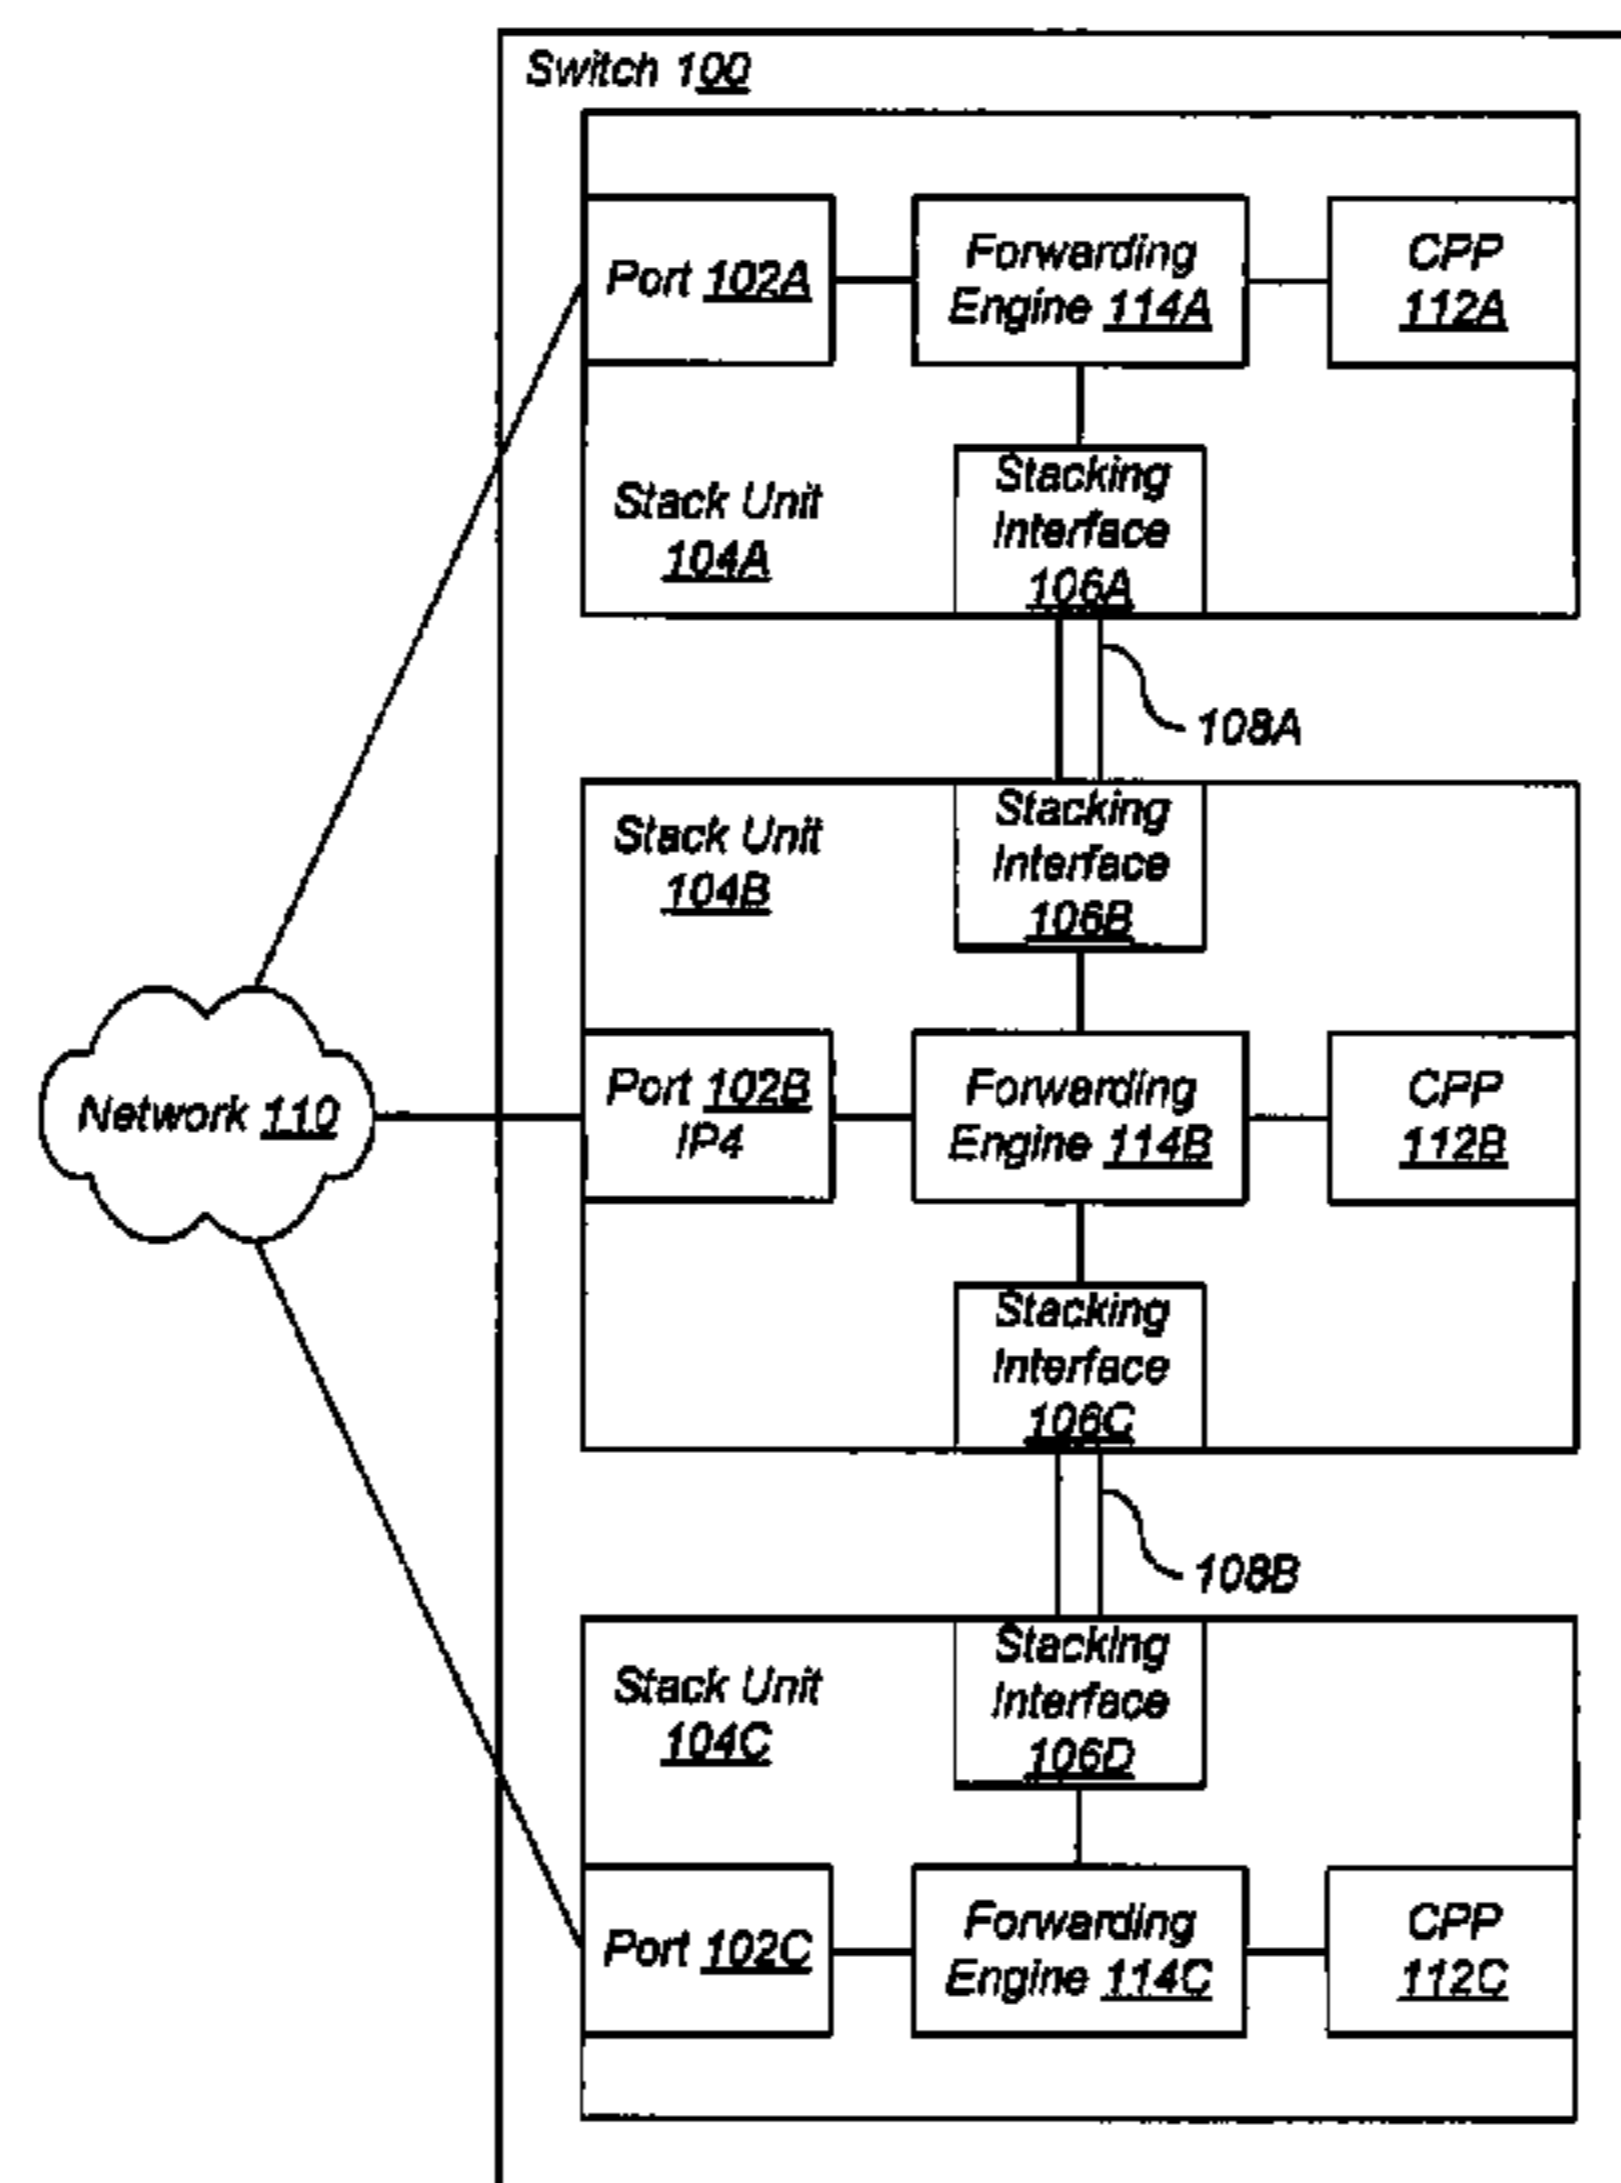 Switch 100
Port 102A
Forwarding
Engine 114A
CPP
112A
Stack Unit
104A
Stacking
Interface
106A
108A
Stack Unit
104B
Stacking
Interface
106B
Network 110
Port 102B
IP4
Forwarding
Engine 114B
CPP
112B
Stacking
Interface
106C
108B
Stack Unit
104C
Stacking
Interface
106D
Port 102C
Forwarding
Engine 114C
CPP
112C